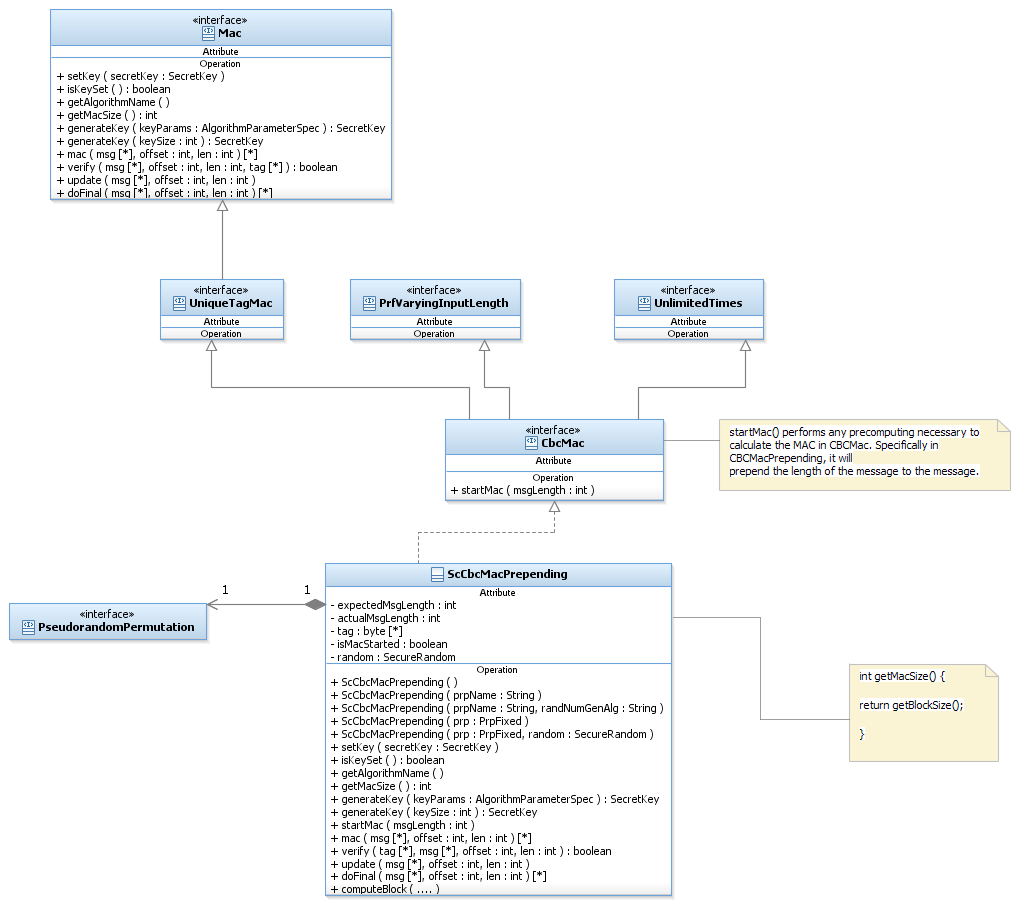 «interface»
Mac
Attribute
Operation
+ setKey ( secretKey : SecretKey )
+ isKeySet ( ) : boolean
+ getAlgorithmName ( )
+ getMacSize ( ) : int
+ generateKey ( keyParams : AlgorithmParameterSpec ) : SecretKey
+ generateKey ( keySize : int ) : SecretKey
+ mac ( msg [*], offset : int, len : int ) [*]
+ verify ( msg [*], offset : int, len : int, tag [*] ) : boolean
+ update ( msg [*], offset : int, len : int )
+ doFinal ( msg [*], offset : int, len : int ) [*]
«interface»
UniqueTagMac
Attribute
Operation
«interface»
PrfVaryingInputLength
Attribute
Operation
«interface»
UnlimitedTimes
Attribute
Operation
«interface»
CbcMac
Attribute
Operation
+ startMac ( msgLength : int )
startMac() performs any precomputing necessary to
calculate the MAC in CBCMac. Specifically in
CBCMacPrepending, it will
prepend the length of the message to the message.
«interface»
PseudorandomPermutation
1
1
ScCbcMacPrepending
Attribute
- expectedMsgLength : int
- actualMsgLength : int
- tag : byte [*]
- isMacStarted : boolean
- random : SecureRandom
Operation
+ ScCbcMacPrepending ( )
+ ScCbcMacPrepending ( prpName : String )
+ ScCbcMacPrepending ( prpName : String, randNumGenAlg : String )
+ ScCbcMacPrepending ( prp : PrpFixed )
+ ScCbcMacPrepending ( prp : PrpFixed, random : SecureRandom )
+ setKey ( secretKey : SecretKey )
+ isKeySet ( ) : boolean
+ getAlgorithmName ( )
+ getMacSize ( ) : int
+ generateKey ( keyParams : AlgorithmParameterSpec ) : SecretKey
+ generateKey ( keySize : int ) : SecretKey
+ startMac ( msgLength : int )
+ mac ( msg [*], offset : int, len : int ) [*]
+ verify ( tag [*], msg [*], offset : int, len : int ) : boolean
+ update ( msg [*], offset : int, len : int )
+ doFinal ( msg [*], offset : int, len : int ) [*]
+ computeBlock ( .... )
int getMacSize() {
return getBlockSize();
}